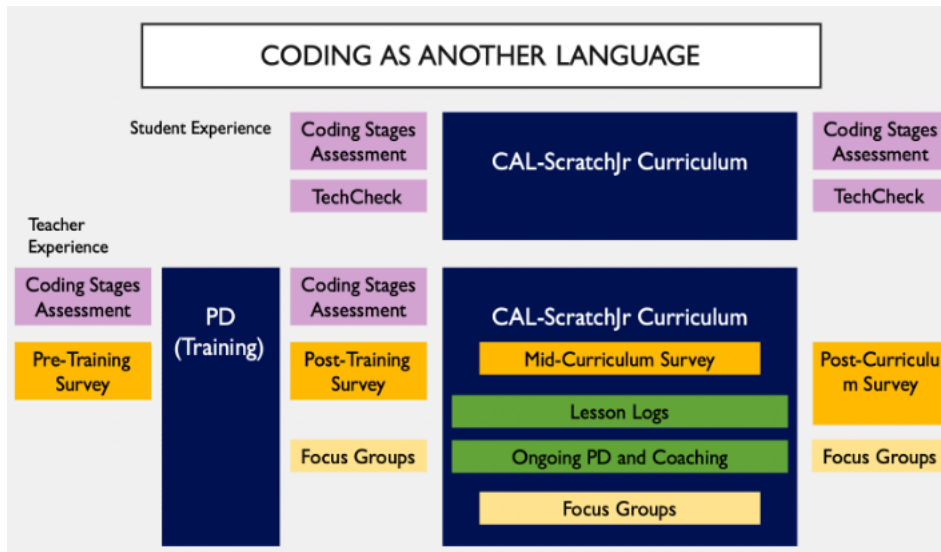 CODING AS ANOTHER LANGUAGE
Student Experience
Coding Stages
Assessment
TechCheck
CAL-ScratchJr Curriculum
Coding Stages
Assessment
TechCheck
Teacher
Experience
Coding Stages
Assessment
Pre-Training
Survey
PD
(Training)
Coding Stages
Assessment
Post-Training
Survey
Focus Groups
CAL-ScratchJr Curriculum
Mid-Curriculum Survey
Lesson Logs
Ongoing PD and Coaching
Focus Groups
Post-Curriculu
m Survey
Focus Groups